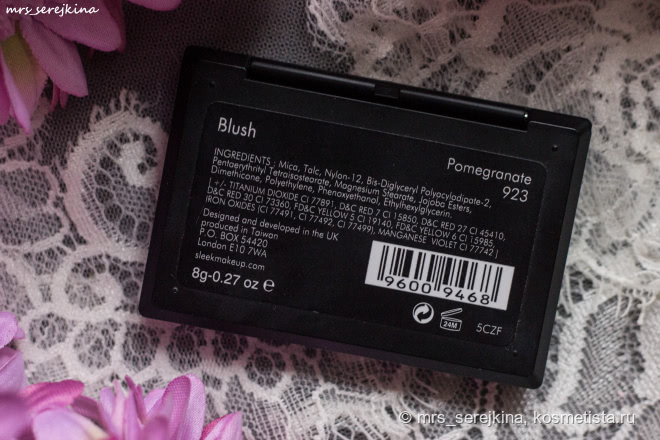 mrs_serejkina
Blush
Pomegranate
923
INGREDIENTS : Mica, Talc, Nylon-12, Bis-Diglyceryl Polyacyladipate-2,
Pentaerythrityl Tetraisostearate, Magnesium Stearate, Jojoba Esters,
Dimethicone, Polyethylene, Phenoxyethanol, Ethylhexylglycerin.
[ +/- TITANIUM DIOXIDE CI 77891, D&C RED 7 CI 15850, D&C RED 27 CI 45410,
D&C RED 30 CI 73360, FD&C YELLOW 5 CI 19140, FD&C YELLOW 6 CI 15985,
IRON OXIDES (CI 77491, CI 77492, CI 77499), MANGANESE VIOLET CI 77742 ]
Designed and developed in the UK
produced in Taiwan
P.O. BOX 54420
London E10 7WA
sleekmakeup.com
8g-0.27 oz ℮
9600 9468
24M
5CZF
© mrs_serejkina, kosmetista.ru